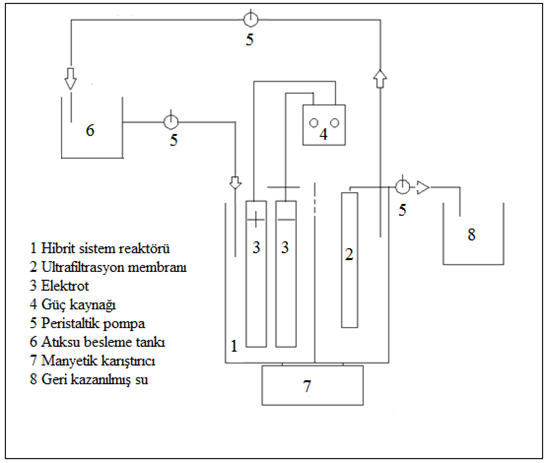 5
6
5
4
5
8
3
3
2
1
7
1 Hibrit sistem reaktörü
2 Ultrafiltrasyon membranı
3 Elektrot
4 Güç kaynağı
5 Peristaltik pompa
6 Atıksu besleme tankı
7 Manyetik karıştırıcı
8 Geri kazanılmış su